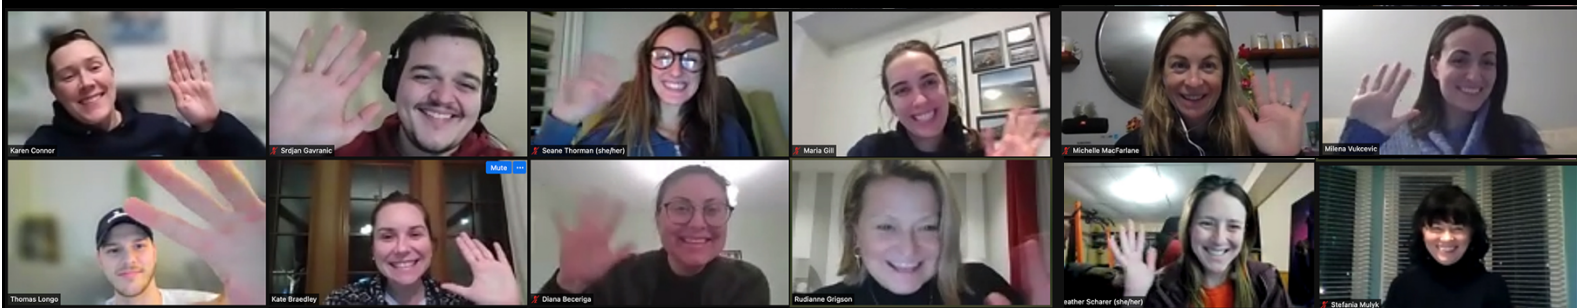 Karen Connor
Srdjan Gavranic
Seane Thorman (she/her)
Maria Gill
Michelle MacFarlane
Milena Vukcevic
Mute
Thomas Longo
Kate Braedley
Diana Beceriga
Rudianne Grigson
eather Scharer (she/her)
Stefania Mulyk